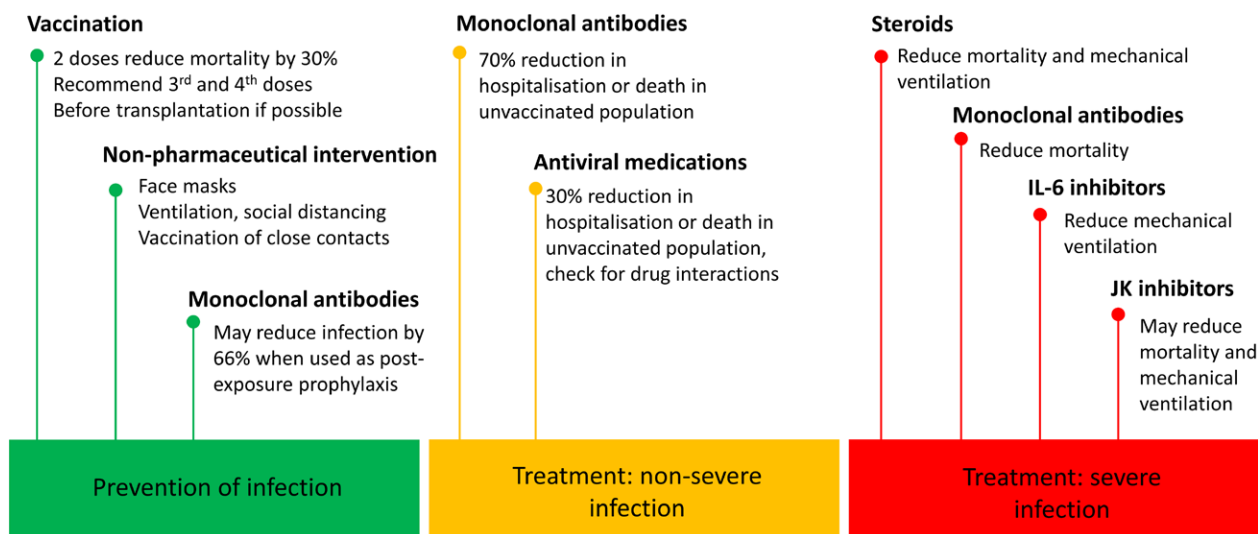 Vaccination
2 doses reduce mortality by 30%
Recommend 3rd and 4th doses
Before transplantation if possible
Non-pharmaceutical intervention
Face masks
Ventilation, social distancing
Vaccination of close contacts
Monoclonal antibodies
May reduce infection by
66% when used as post-
exposure prophylaxis
Prevention of infection
Monoclonal antibodies
70% reduction in
hospitalisation or death in
unvaccinated population
Antiviral medications
30% reduction in
hospitalisation or death in
unvaccinated population,
check for drug interactions
Treatment: non-severe
infection
Steroids
Reduce mortality and mechanical
ventilation
Monoclonal antibodies
Reduce mortality
IL-6 inhibitors
Reduce mechanical
ventilation
JK inhibitors
May reduce
mortality and
mechanical
ventilation
Treatment: severe
infection